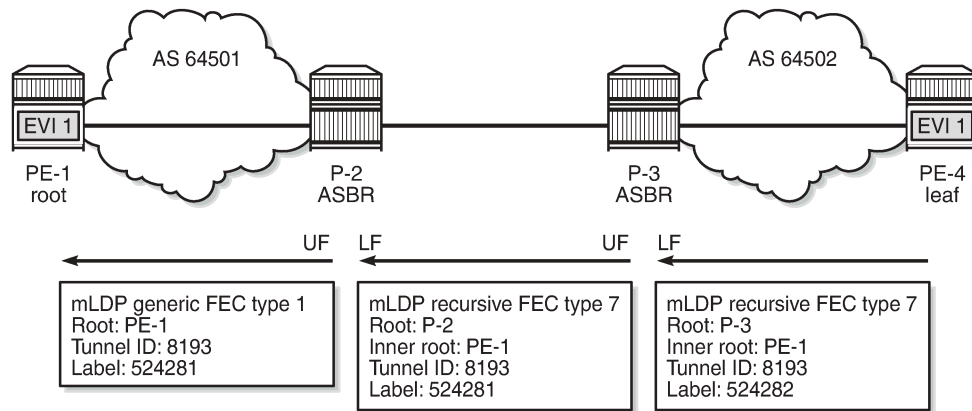 AS 64501
AS 64502
EVI 1
EVI 1
PE-1
root
P-2
ASBR
P-3
ASBR
PE-4
leaf
UF
LF
UF
LF
mLDP generic FEC type 1
Root: PE-1
Tunnel ID: 8193
Label: 524281
mLDP recursive FEC type 7
Root: P-2
Inner root: PE-1
Tunnel ID: 8193
Label: 524281
mLDP recursive FEC type 7
Root: P-3
Inner root: PE-1
Tunnel ID: 8193
Label: 524282